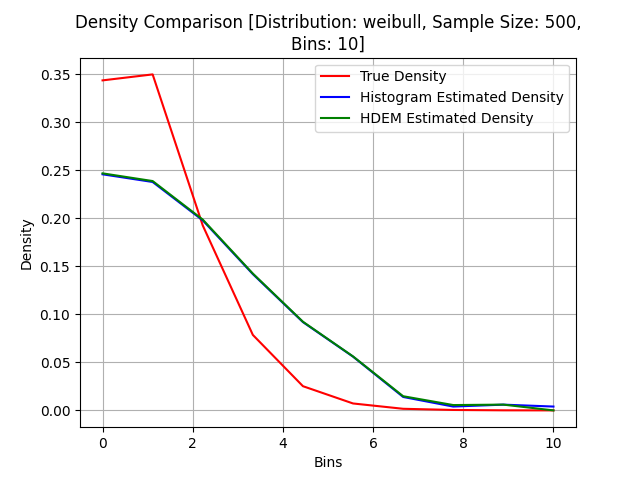 Density Comparison [Distribution: weibull, Sample Size: 500,
Bins: 10]
True Density
Histogram Estimated Density
HDEM Estimated Density
Density
0.35
0.30
0.25
0.20
0.15
0.10
0.05
0.00
0 2 4 6 8 10
Bins